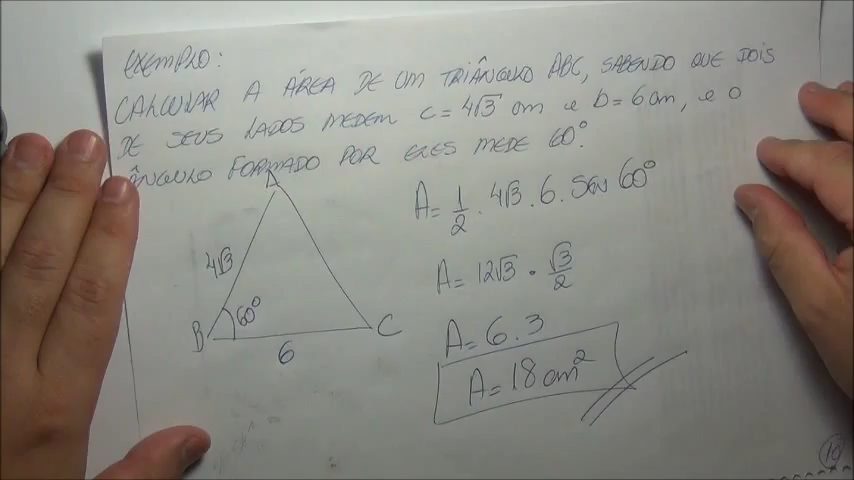 EXEMPLO:
CALCULAR A ÁREA DE UM TRIÂNGULO ABC, SABENDO QUE DOIS
DE SEUS LADOS MEDEM C = 4√3 cm e b = 6 cm, e o
ÂNGULO FORMADO POR ELES MEDE 60°.
A
4√3
B
60°
C
6
A = 1/2 . 4√3 . 6 . Sen 60°
A = 12√3 . √3/2
A = 6 . 3
A = 18 cm²
10